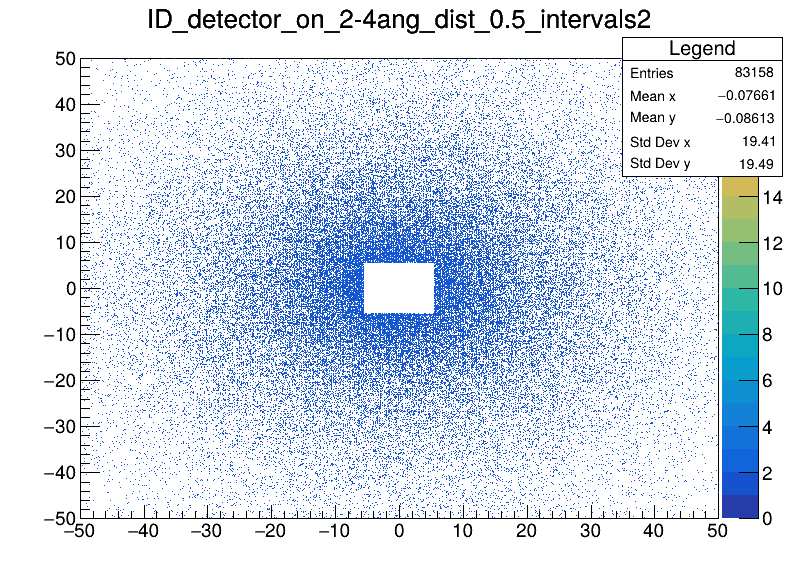 ID_detector_on_2-4ang_dist_0.5_intervals2
Legend
Entries 83158
Mean x −0.07661
Mean y −0.08613
Std Dev x 19.41
Std Dev y 19.49
50
40
30
20
10
0
−10
−20
−30
−40
−50
−50 −40 −30 −20 −10 0 10 20 30 40 50
14
12
10
8
6
4
2
0